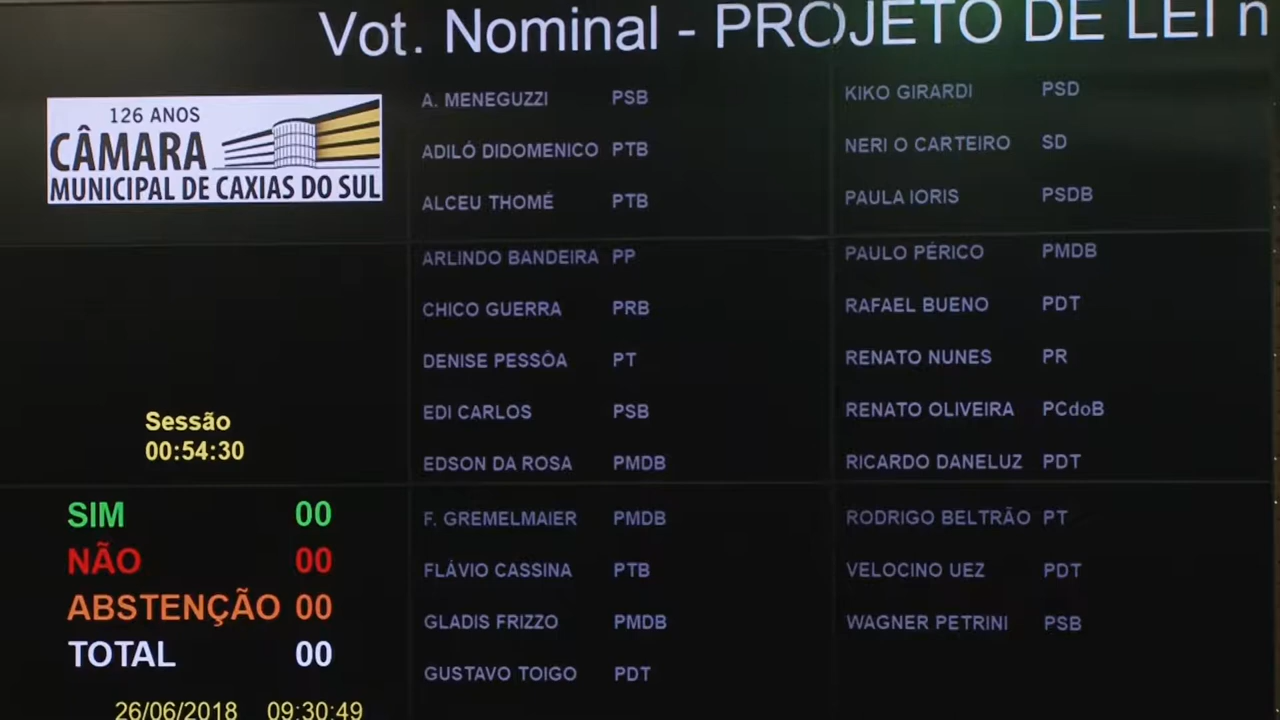 Vot. Nominal - PROJETO DE LEI n
126 ANOS
CÂMARA
MUNICIPAL DE CAXIAS DO SUL
Sessão
00:54:30
SIM 00
NÃO 00
ABSTENÇÃO 00
TOTAL 00
26/06/2018 09:30:49
A. MENEGUZZI PSB
ADILÓ DIDOMENICO PTB
ALCEU THOMÉ PTB
ARLINDO BANDEIRA PP
CHICO GUERRA PRB
DENISE PESSÔA PT
EDI CARLOS PSB
EDSON DA ROSA PMDB
F. GREMELMAIER PMDB
FLÁVIO CASSINA PTB
GLADIS FRIZZO PMDB
GUSTAVO TOIGO PDT
KIKO GIRARDI PSD
NERI O CARTEIRO SD
PAULA IORIS PSDB
PAULO PÉRICO PMDB
RAFAEL BUENO PDT
RENATO NUNES PR
RENATO OLIVEIRA PCdoB
RICARDO DANELUZ PDT
RODRIGO BELTRÃO PT
VELOCINO UEZ PDT
WAGNER PETRINI PSB